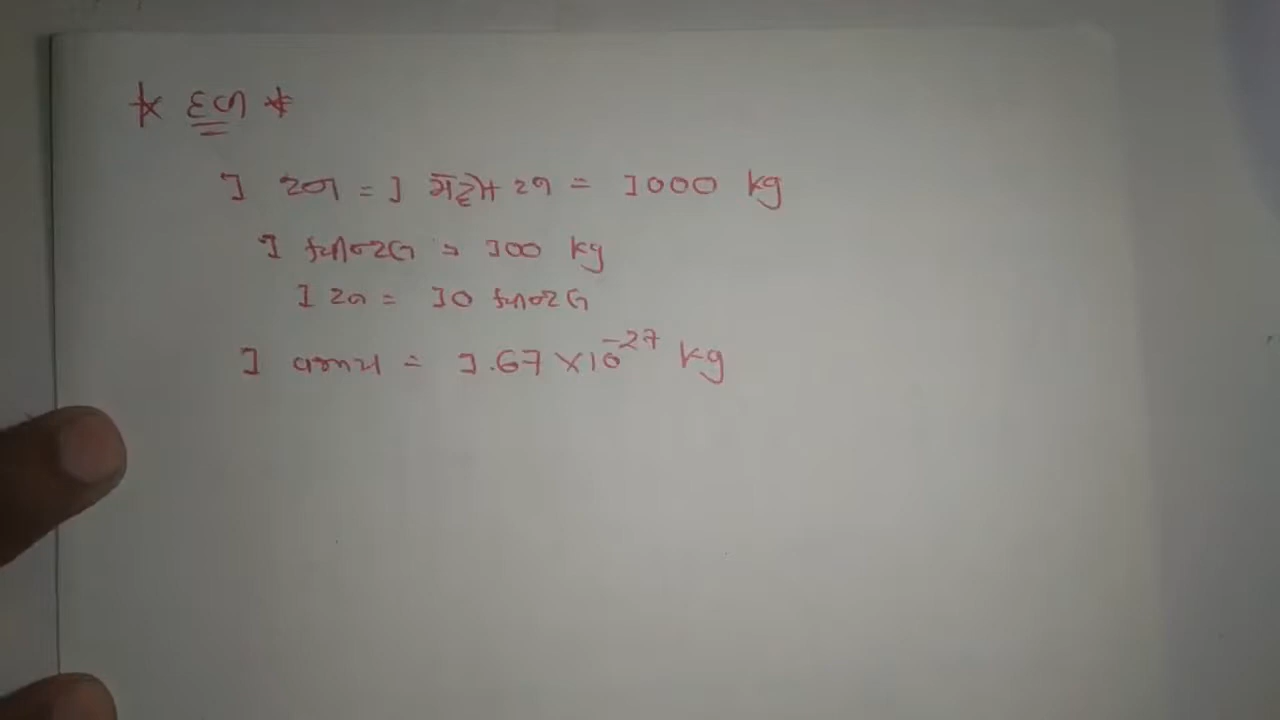 * દળ *
1 ટન = 1 મેટ્રીક ટન = 1000 kg
1 ક્વિન્ટલ = 100 kg
1 ટન = 10 ક્વિન્ટલ
1 = 1.67 × 10⁻²⁷ kg